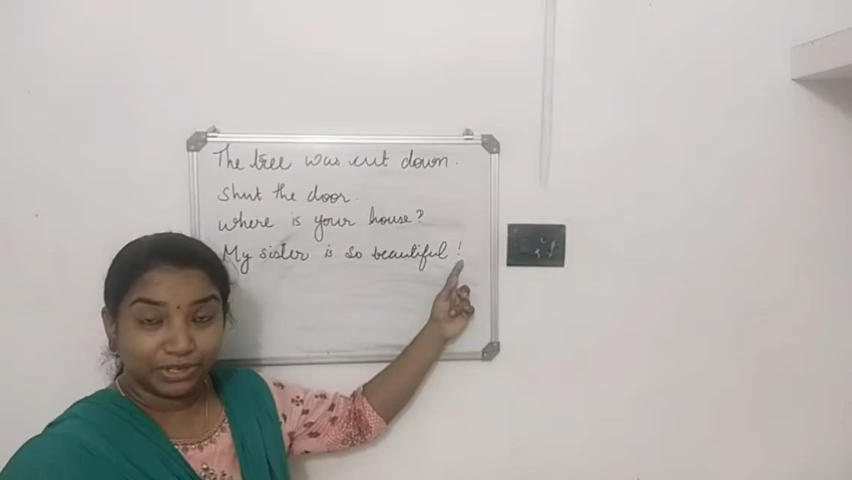 The tree was cut down.
Shut the door.
Where is your house?
My sister is so beautiful!